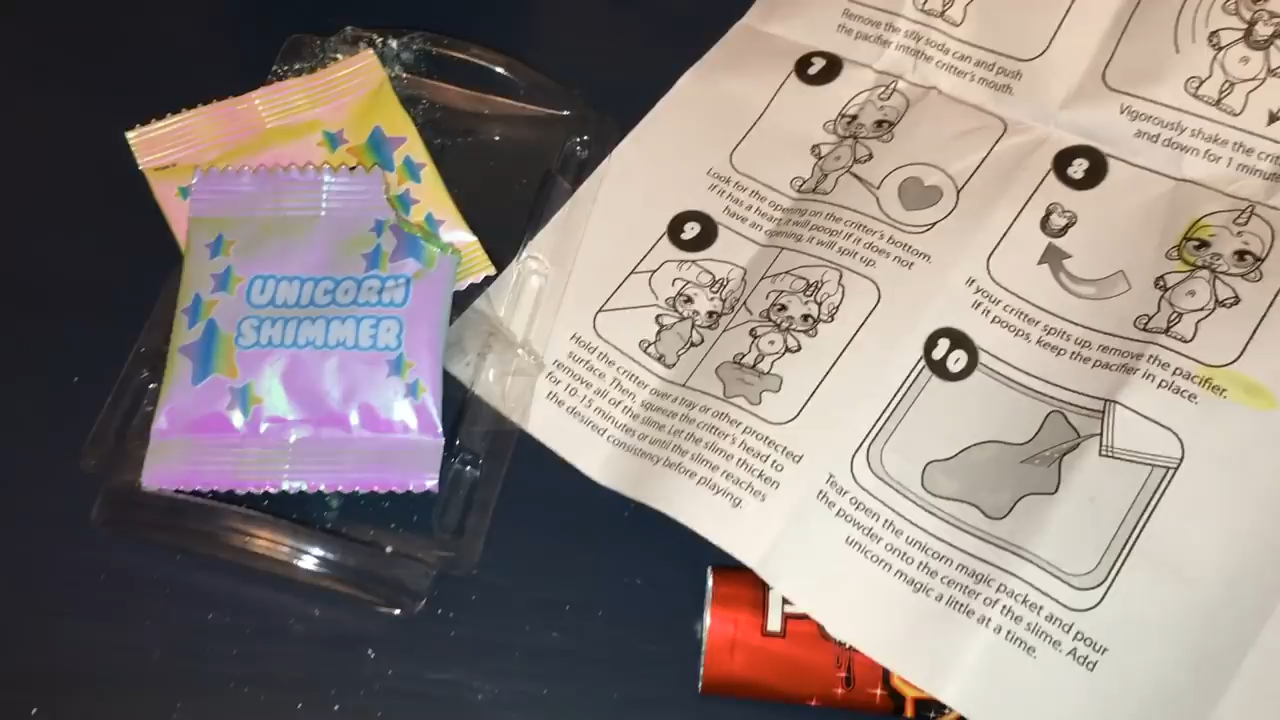 UNICORN
SHIMMER
Remove the silly soda can and push
the pacifier intothe critter's mouth.
Vigorously shake the
and down for 1 minute
7
Look for the opening on the critter's bottom.
If it has a heart, it will poop! If it does not
have an opening, it will spit up.
8
If your critter spits up, remove the pacifier.
If it poops, keep the pacifier in place.
9
Hold the critter over a tray or other protected
surface. Then, squeeze the critter's head to
remove all of the slime. Let the slime thicken
for 10-15 minutes or until the slime reaches
the desired consistency before playing.
10
Tear open the unicorn magic packet and pour
the powder onto the center of the slime. Add
unicorn magic a little at a time.